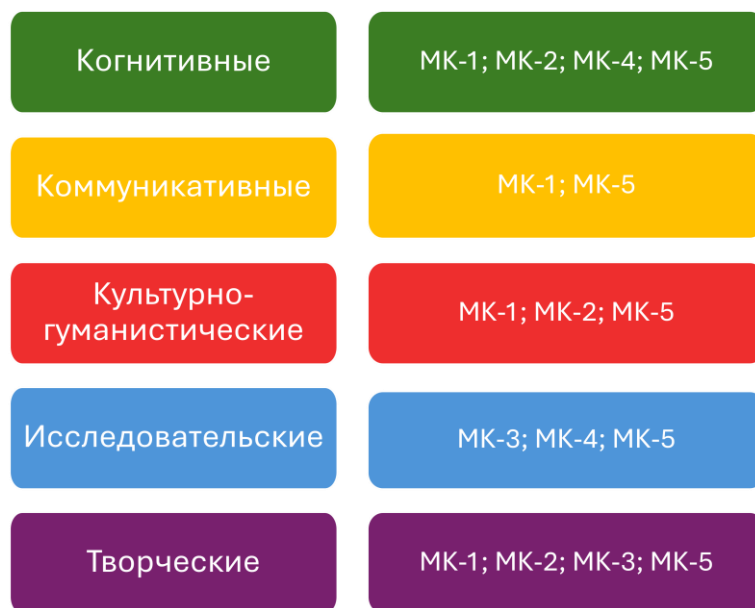 Когнитивные
МК-1; МК-2; МК-4; МК-5
Коммуникативные
МК-1; МК-5
Культурно-
гуманистические
МК-1; МК-2; МК-5
Исследовательские
МК-3; МК-4; МК-5
Творческие
МК-1; МК-2; МК-3; МК-5